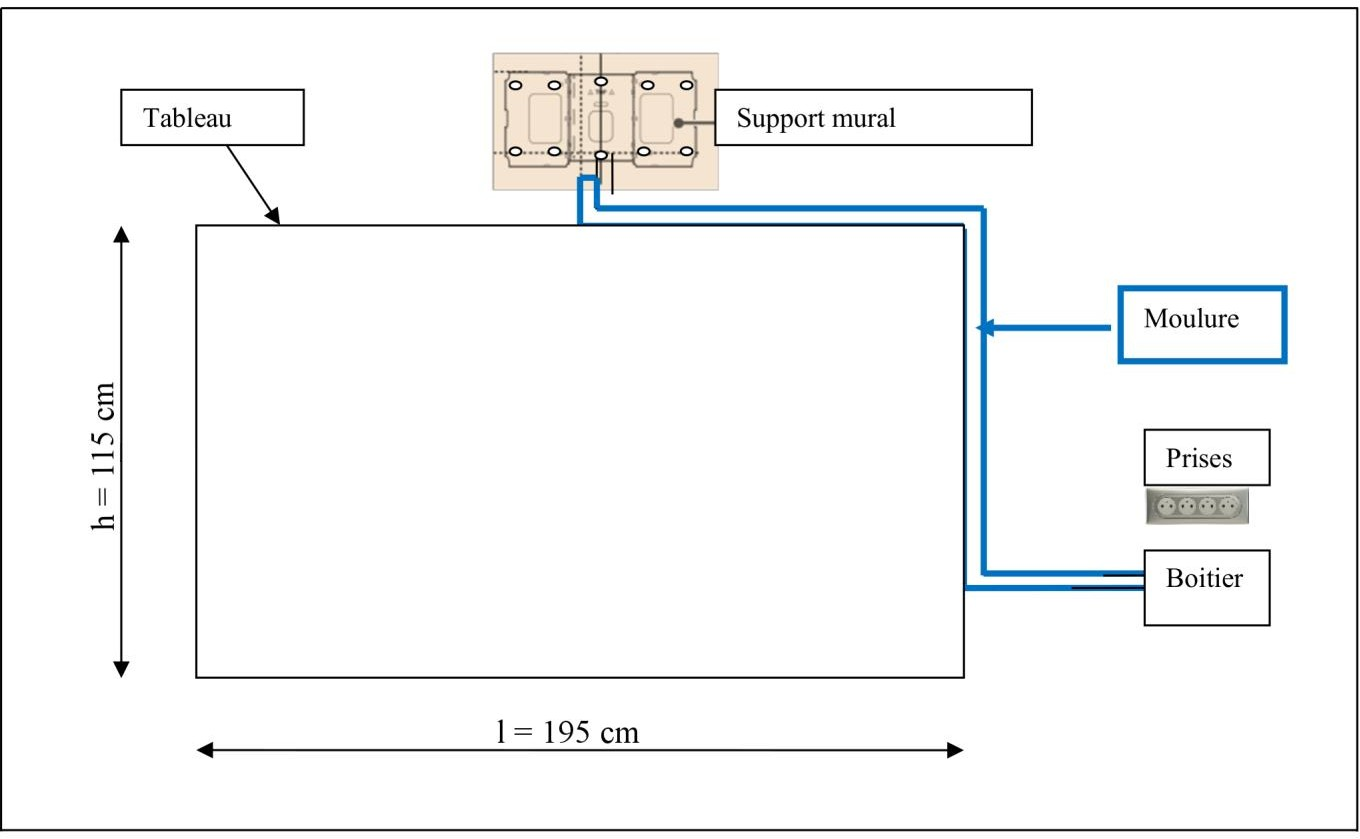 Tableau
Support mural
Moulure
h = 115 cm
Prises
Boitier
l = 195 cm